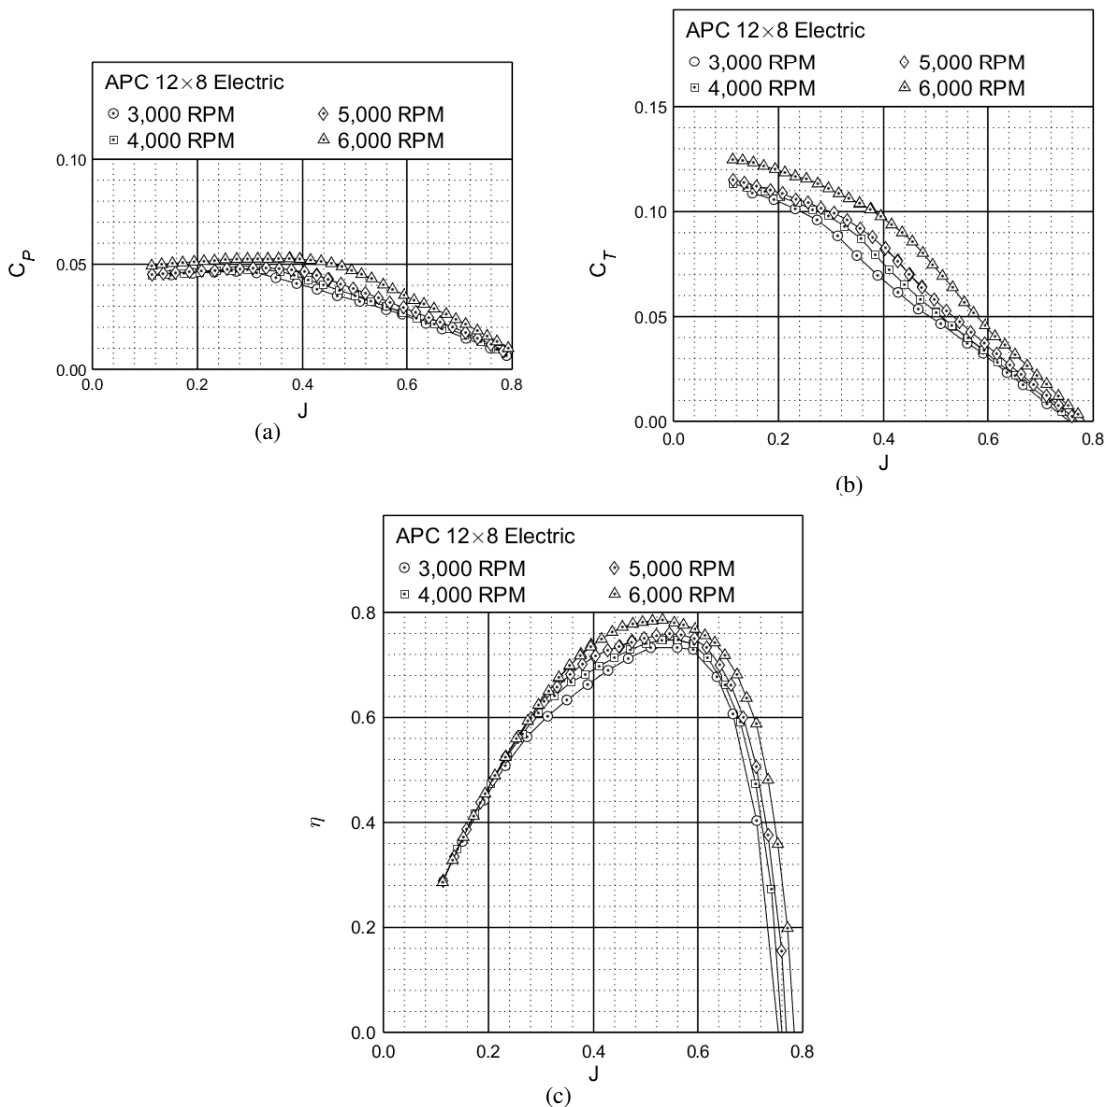 APC 12×8 Electric
3,000 RPM 5,000 RPM
4,000 RPM 6,000 RPM
0.10
0.05
0.00
C_P
0.0 0.2 0.4 0.6 0.8
J
(a)
APC 12×8 Electric
3,000 RPM 5,000 RPM
4,000 RPM 6,000 RPM
0.15
0.10
0.05
0.00
C_T
0.0 0.2 0.4 0.6 0.8
J
(b)
APC 12×8 Electric
3,000 RPM 5,000 RPM
4,000 RPM 6,000 RPM
0.8
0.6
0.4
0.2
0.0
η
0.0 0.2 0.4 0.6 0.8
J
(c)